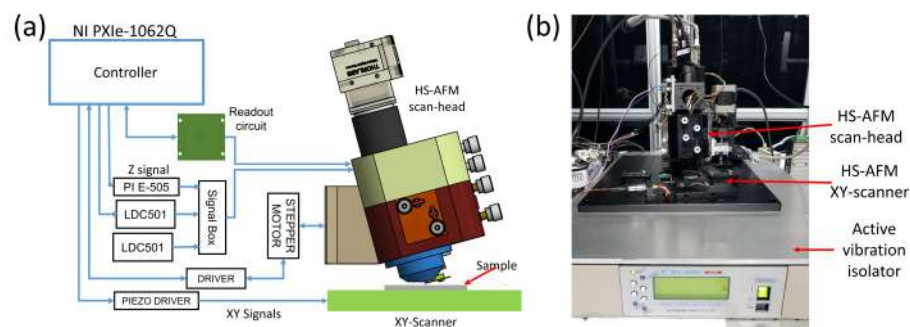 (a)
NI PXIe-1062Q
Controller
THORLABS
HS-AFM
scan-head
Readout
circuit
Z signal
PI E-505
LDC501
LDC501
Signal Box
STEPPER
MOTOR
DRIVER
PIEZO DRIVER
XY Signals
Sample
XY-Scanner
(b)
HS-AFM
scan-head
HS-AFM
XY-scanner
Active
vibration
isolator